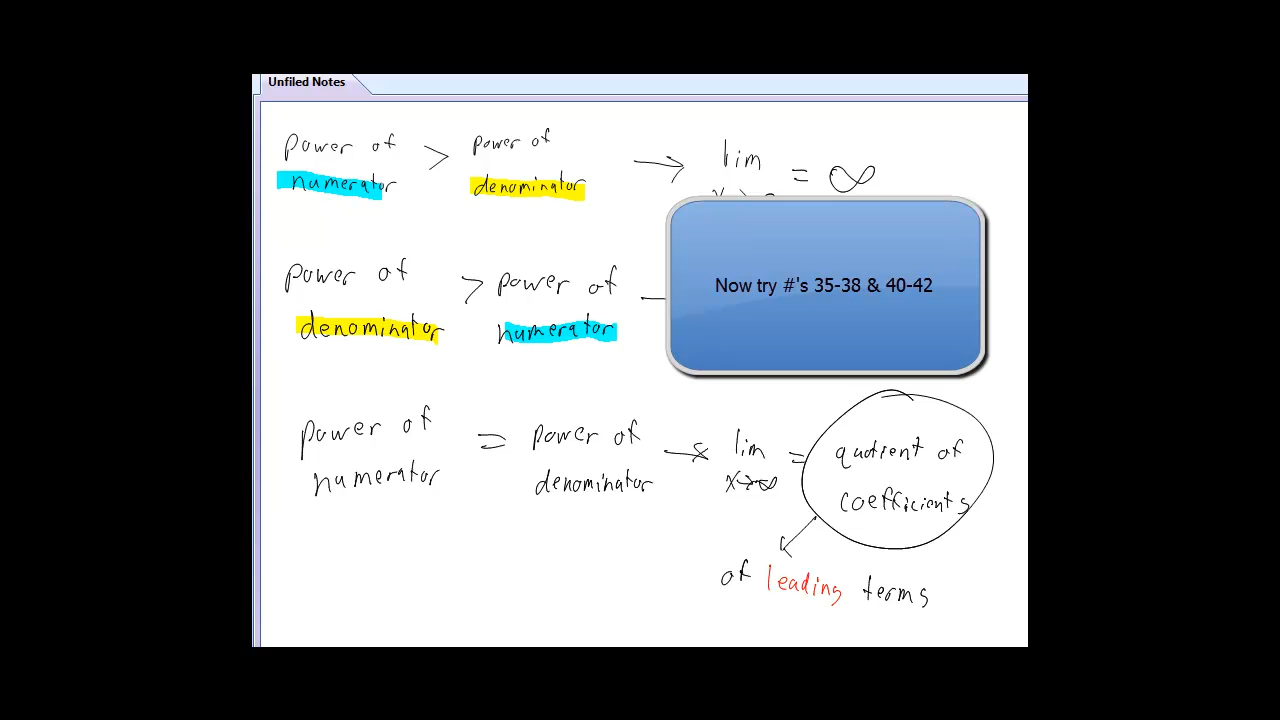 Unfiled Notes
power of > power of → lim = ∞
numerator denominator
power of > power of
denominator numerator
Now try #'s 35-38 & 40-42
power of = power of → lim = quotient of
numerator denominator x→∞ coefficients
of leading terms